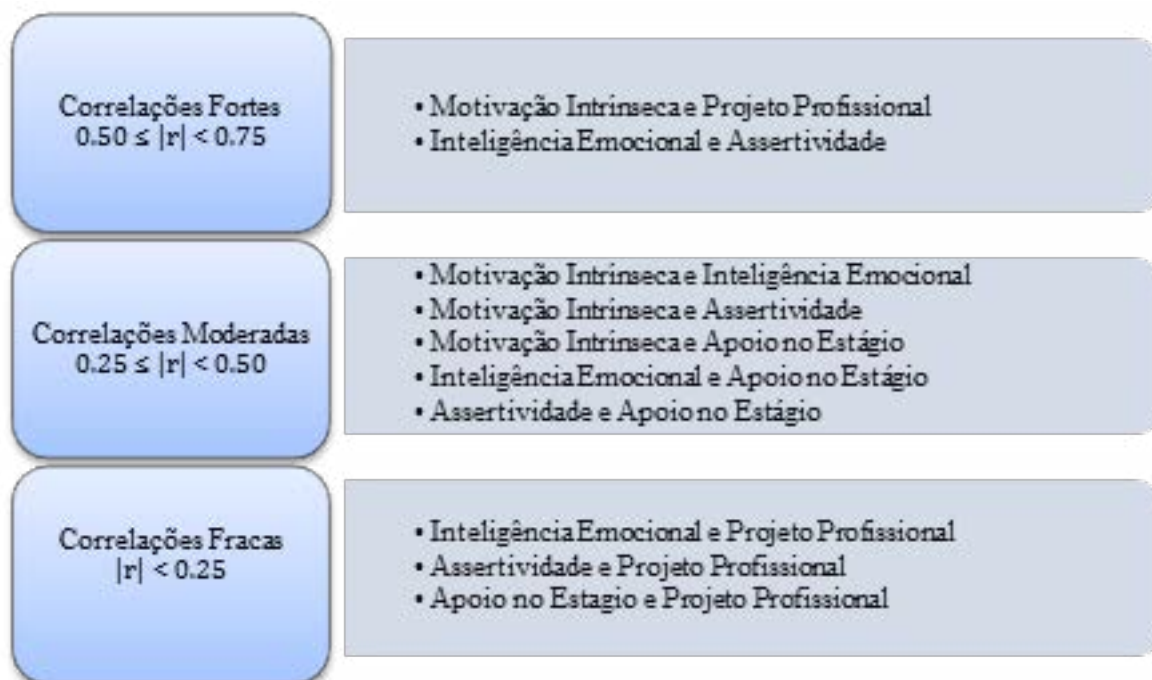 Correlações Fortes
0.50 ≤ |r| < 0.75
• Motivação Intrinseca e Projeto Profissional
• Inteligência Emocional e Assertividade
Correlações Moderadas
0.25 ≤ |r| < 0.50
• Motivação Intrinseca e Inteligência Emocional
• Motivação Intrinseca e Assertividade
• Motivação Intrinseca e Apoio no Estágio
• Inteligência Emocional e Apoio no Estágio
• Assertividade e Apoio no Estágio
Correlações Fracas
|r| < 0.25
• Inteligência Emocional e Projeto Profissional
• Assertividade e Projeto Profissional
• Apoio no Estagio e Projeto Profissional